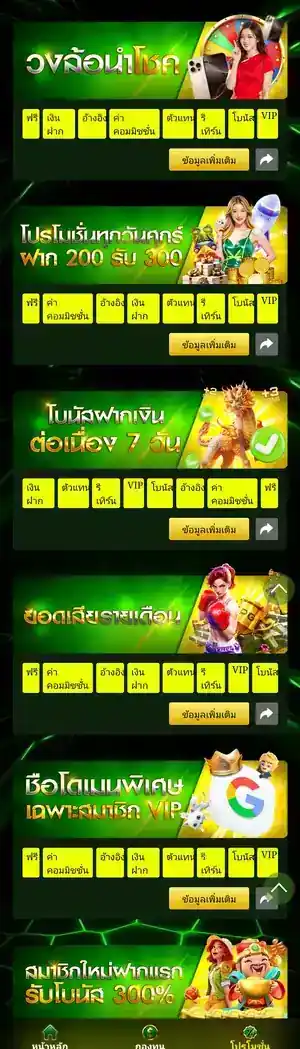 วงล้อนำโชค
ฟรี เงินฝาก อ้างอิง ค่าคอมมิชชั่น ตัวแทน รีเทิร์น โบนัส VIP
ข้อมูลเพิ่มเติม
โปรโมชั่นทุกวันศุกร์
ฝาก 200 รับ 300
ฟรี ค่าคอมมิชชั่น อ้างอิง เงินฝาก ตัวแทน รีเทิร์น โบนัส VIP
ข้อมูลเพิ่มเติม
+3 +3
โบนัสฝากเงิน
ต่อเนื่อง 7 วัน
เงินฝาก ตัวแทน รีเทิร์น VIP โบนัส อ้างอิง ค่าคอมมิชชั่น ฟรี
ข้อมูลเพิ่มเติม
ยอดเสียรายเดือน
ฟรี ค่าคอมมิชชั่น อ้างอิง เงินฝาก ตัวแทน รีเทิร์น VIP โบนัส
ข้อมูลเพิ่มเติม
ชื่อโดเมนพิเศษ
เฉพาะสมาชิก VIP
G
ฟรี ค่าคอมมิชชั่น อ้างอิง เงินฝาก ตัวแทน รีเทิร์น โบนัส VIP
ข้อมูลเพิ่มเติม
สมาชิกใหม่ฝากแรก
รับโบนัส 300%
หน้าหลัก กองทุน โปรโมชั่น